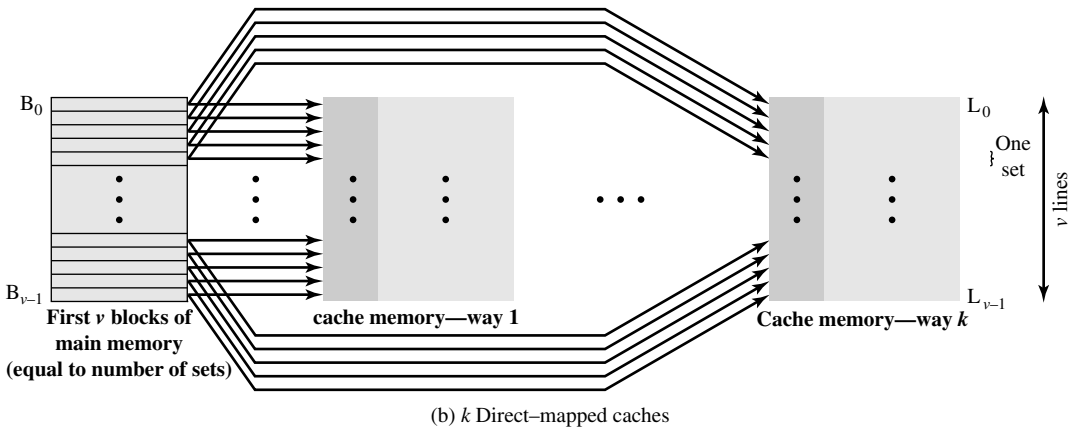 B0
L0
One
set
v lines
Bv–1
Lv–1
First v blocks of
main memory
(equal to number of sets)
cache memory—way 1
Cache memory—way k
(b) k Direct–mapped caches